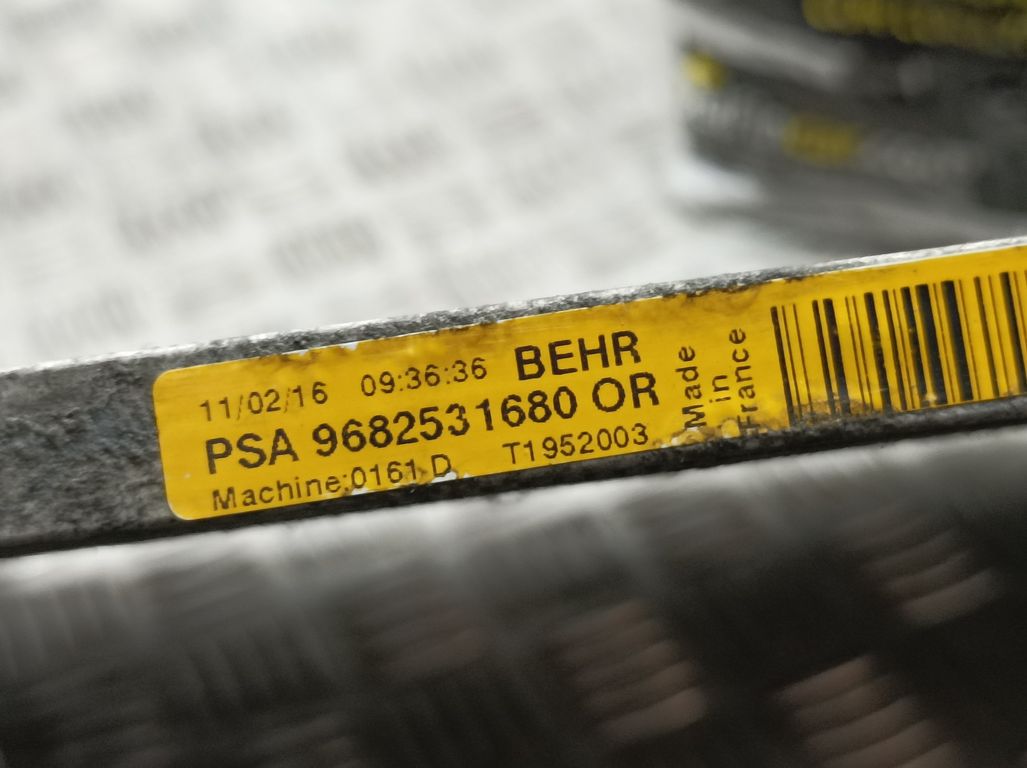 11/02/16 09:36:36 BEHR
PSA 9682531680 OR
Machine:0161 D T1952003
Made
in
France